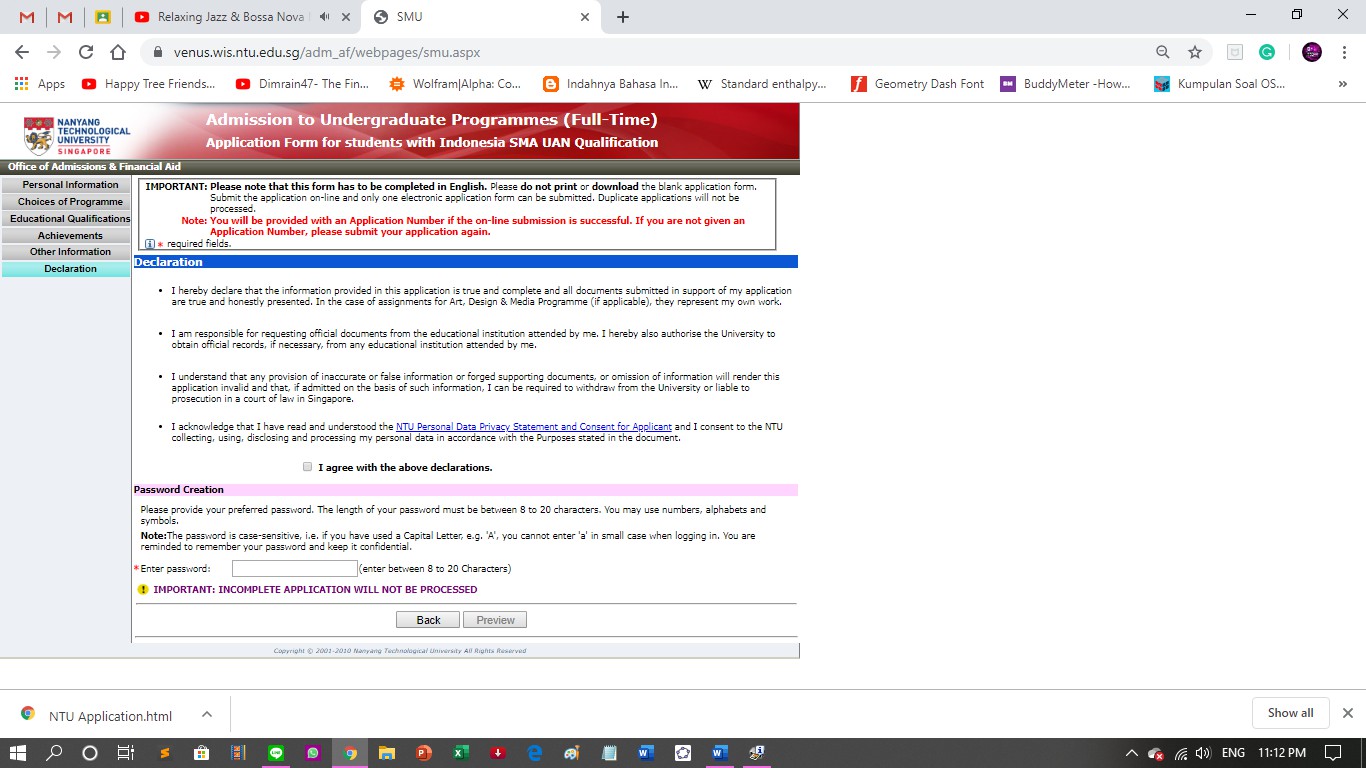 Relaxing Jazz & Bossa Nova
SMU
venus.wis.ntu.edu.sg/adm_af/webpages/smu.aspx
Apps
Happy Tree Friends...
Dimrain47- The Fin...
Wolfram|Alpha: Co...
Indahnya Bahasa In...
Standard enthalpy...
Geometry Dash Font
BuddyMeter -How...
Kumpulan Soal OS...
NANYANG
TECHNOLOGICAL
UNIVERSITY
SINGAPORE
Admission to Undergraduate Programmes (Full-Time)
Application Form for students with Indonesia SMA UAN Qualification
Office of Admissions & Financial Aid
Personal Information
Choices of Programme
Educational Qualifications
Achievements
Other Information
Declaration
IMPORTANT: Please note that this form has to be completed in English. Please do not print or download the blank application form.
Submit the application on-line and only one electronic application form can be submitted. Duplicate applications will not be
processed.
Note: You will be provided with an Application Number if the on-line submission is successful. If you are not given an
Application Number, please submit your application again.
* required fields.
Declaration
• I hereby declare that the information provided in this application is true and complete and all documents submitted in support of my application
are true and honestly presented. In the case of assignments for Art, Design & Media Programme (if applicable), they represent my own work.
• I am responsible for requesting official documents from the educational institution attended by me. I hereby also authorise the University to
obtain official records, if necessary, from any educational institution attended by me.
• I understand that any provision of inaccurate or false information or forged supporting documents, or omission of information will render this
application invalid and that, if admitted on the basis of such information, I can be required to withdraw from the University or liable to
prosecution in a court of law in Singapore.
• I acknowledge that I have read and understood the NTU Personal Data Privacy Statement and Consent for Applicant and I consent to the NTU
collecting, using, disclosing and processing my personal data in accordance with the Purposes stated in the document.
I agree with the above declarations.
Password Creation
Please provide your preferred password. The length of your password must be between 8 to 20 characters. You may use numbers, alphabets and
symbols.
Note:The password is case-sensitive, i.e. if you have used a Capital Letter, e.g. 'A', you cannot enter 'a' in small case when logging in. You are
reminded to remember your password and keep it confidential.
*Enter password: (enter between 8 to 20 Characters)
IMPORTANT: INCOMPLETE APPLICATION WILL NOT BE PROCESSED
Back
Preview
Copyright © 2001-2010 Nanyang Technological University All Rights Reserved
NTU Application.html
Show all
ENG
11:12 PM